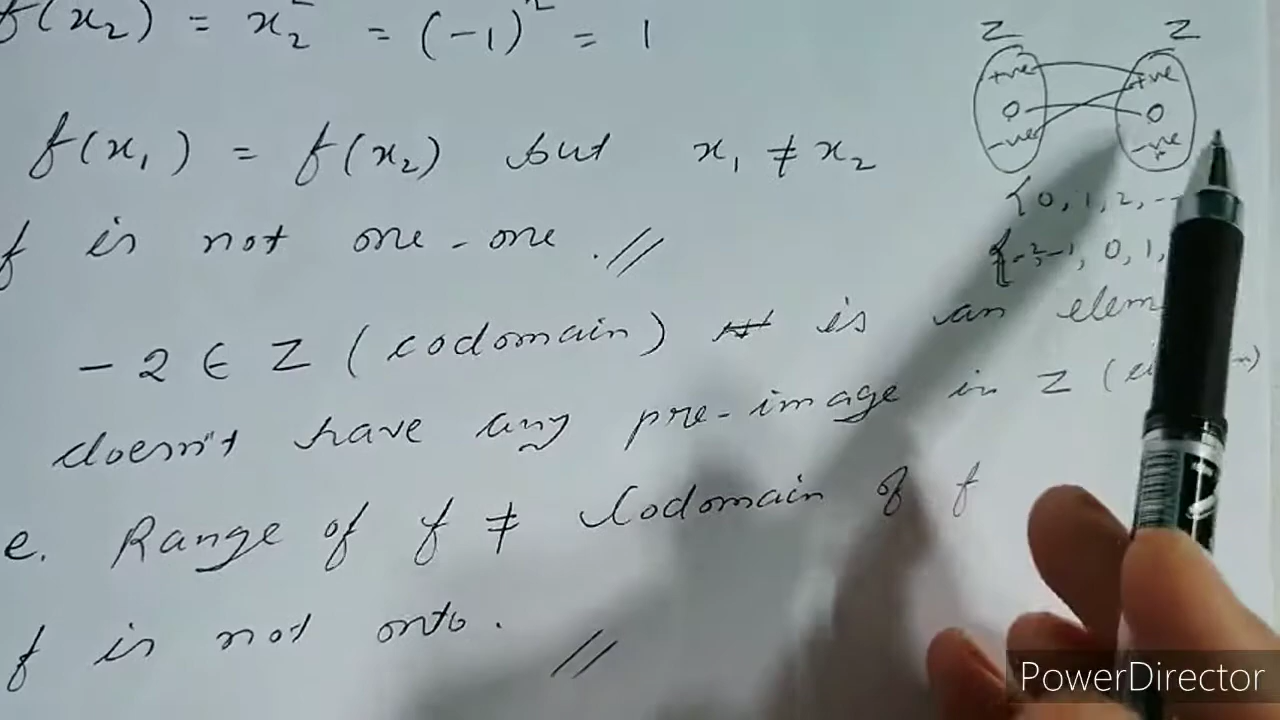 f(x₂) = x₂² = (-1)² = 1
f(x₁) = f(x₂) but x₁ ≠ x₂
f is not one-one. //
-2 ∈ Z (codomain) is an elem
doesn't have any pre-image in Z (
e. Range of f ≠ Codomain of f
f is not onto. //
Z Z
+ve +ve
0 0
-ve -ve
{0, 1, 2, --
{-2, -1, 0, 1,
PowerDirector